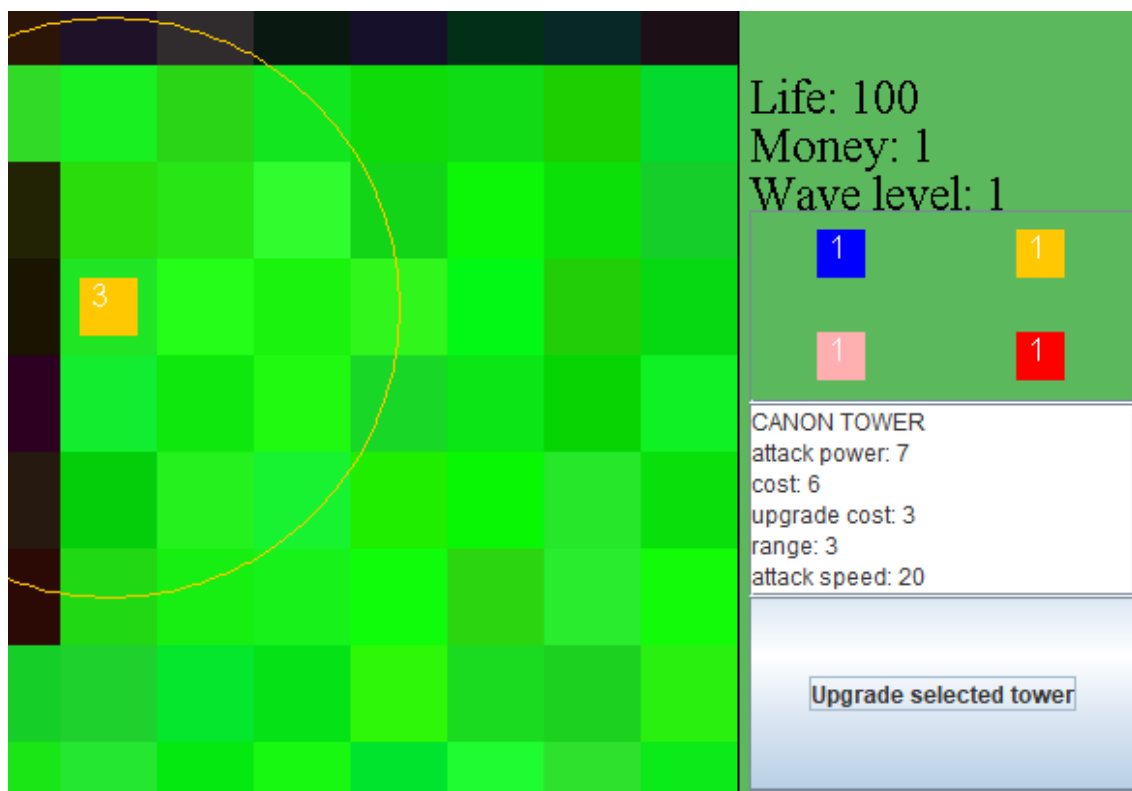 Life: 100
Money: 1
Wave level: 1
1 1
3
1 1
CANON TOWER
attack power: 7
cost: 6
upgrade cost: 3
range: 3
attack speed: 20
Upgrade selected tower